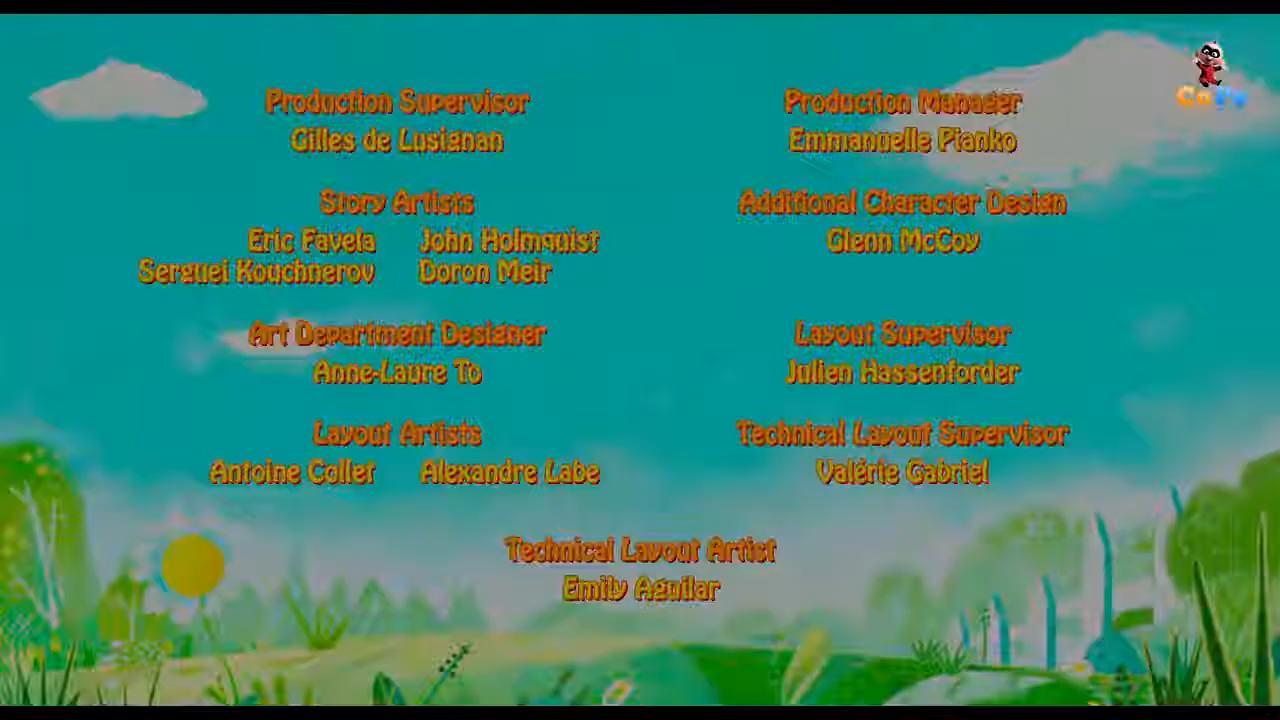 Production Supervisor
Gilles de Lusignan
Production Manager
Emmanuelle Pianko
Story Artists
Eric Favela John Holmquist
Serguei Kouchnerov Doron Meir
Additional Character Design
Glenn McCoy
Art Department Designer
Anne-Laure To
Layout Supervisor
Julien Hassenforder
Layout Artists
Antoine Collet Alexandre Labe
Technical Layout Supervisor
Valérie Gabriel
Technical Layout Artist
Emily Aguilar